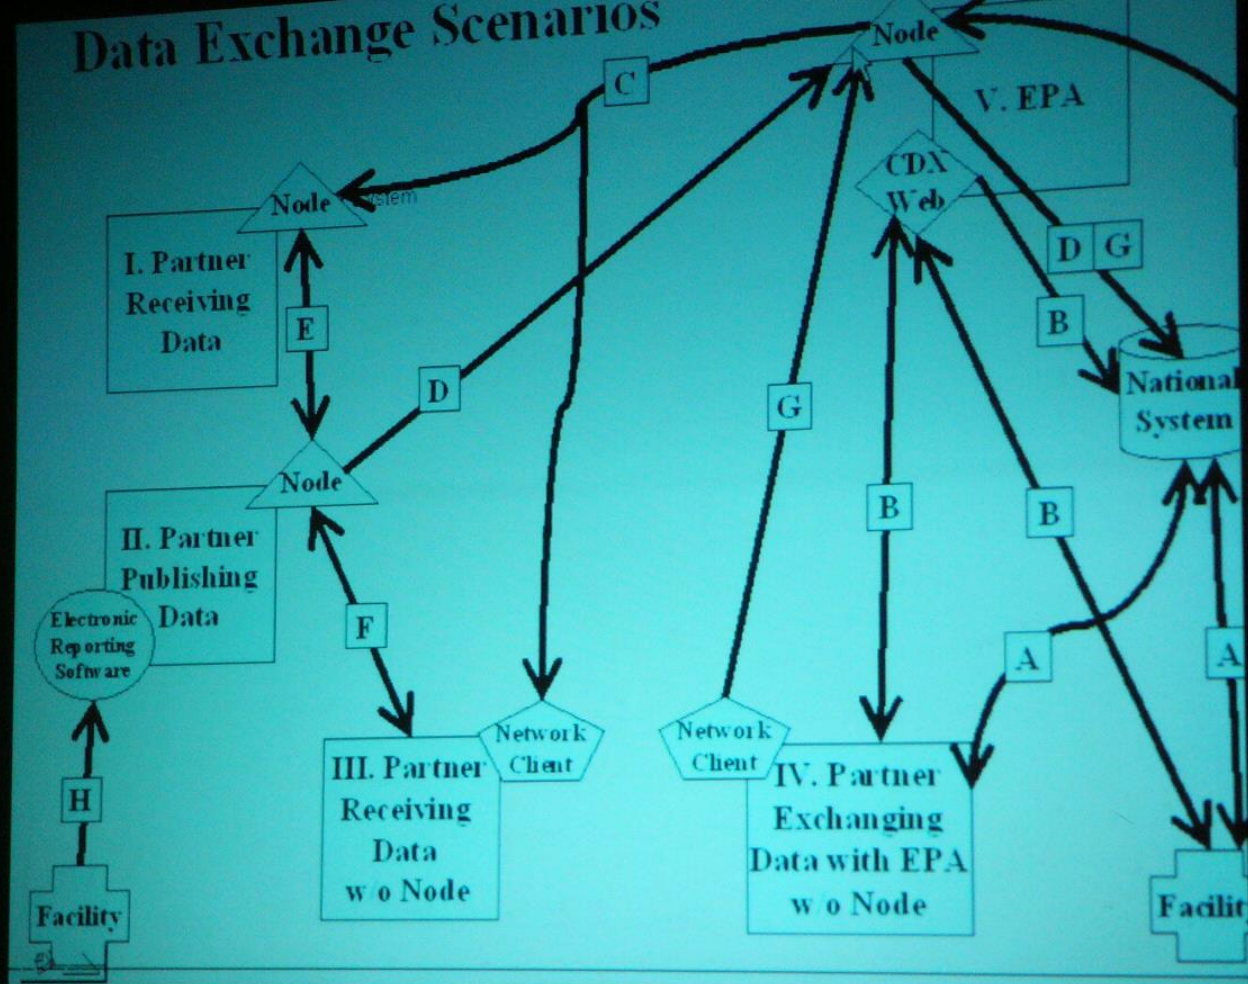 Data Exchange Scenarios
Node
C
V. EPA
CDX
Web
Node
I. Partner
Receiving
Data
E
D G
B
D
G
National
System
Node
II. Partner
Publishing
Data
B
B
Electronic
Reporting
Software
F
A
A
Network
Client
Network
Client
III. Partner
Receiving
Data
w o Node
IV. Partner
Exchanging
Data with EPA
w o Node
H
Facility